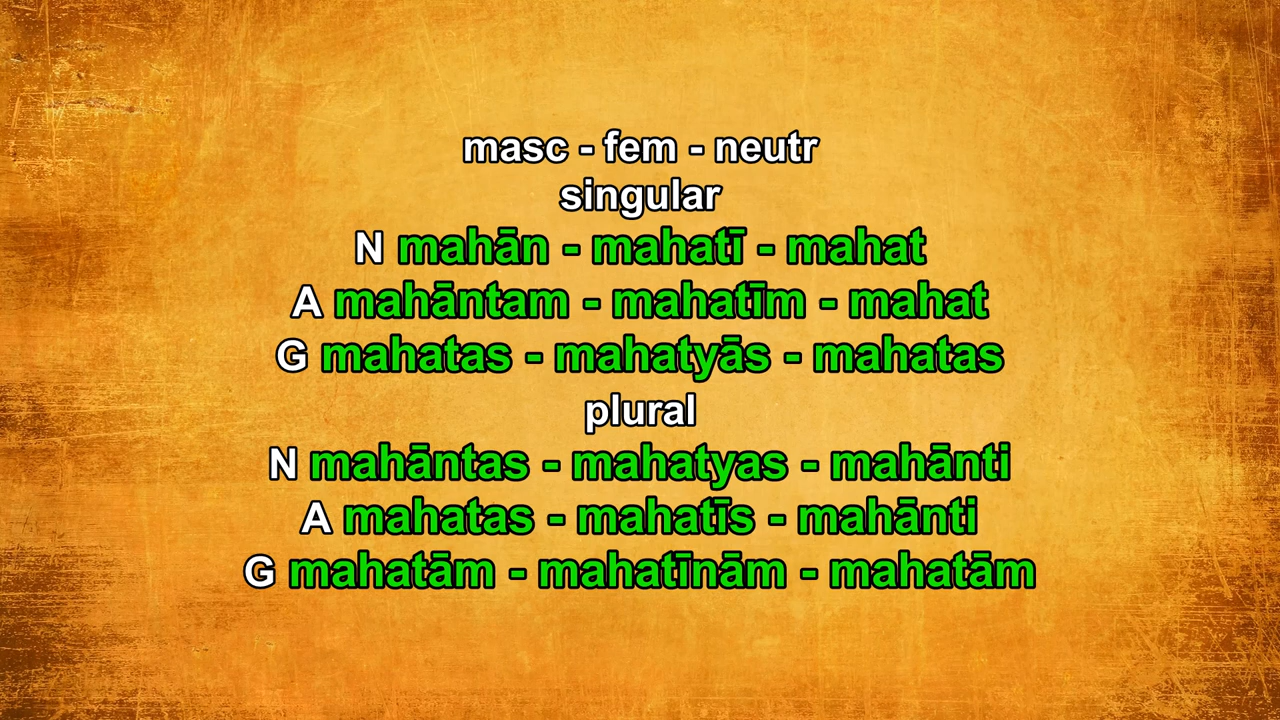 masc - fem - neutr
singular
N mahān - mahatī - mahat
A mahāntam - mahatīm - mahat
G mahatas - mahatyās - mahatas
plural
N mahāntas - mahatyas - mahānti
A mahatas - mahatīs - mahānti
G mahatām - mahatīnām - mahatām